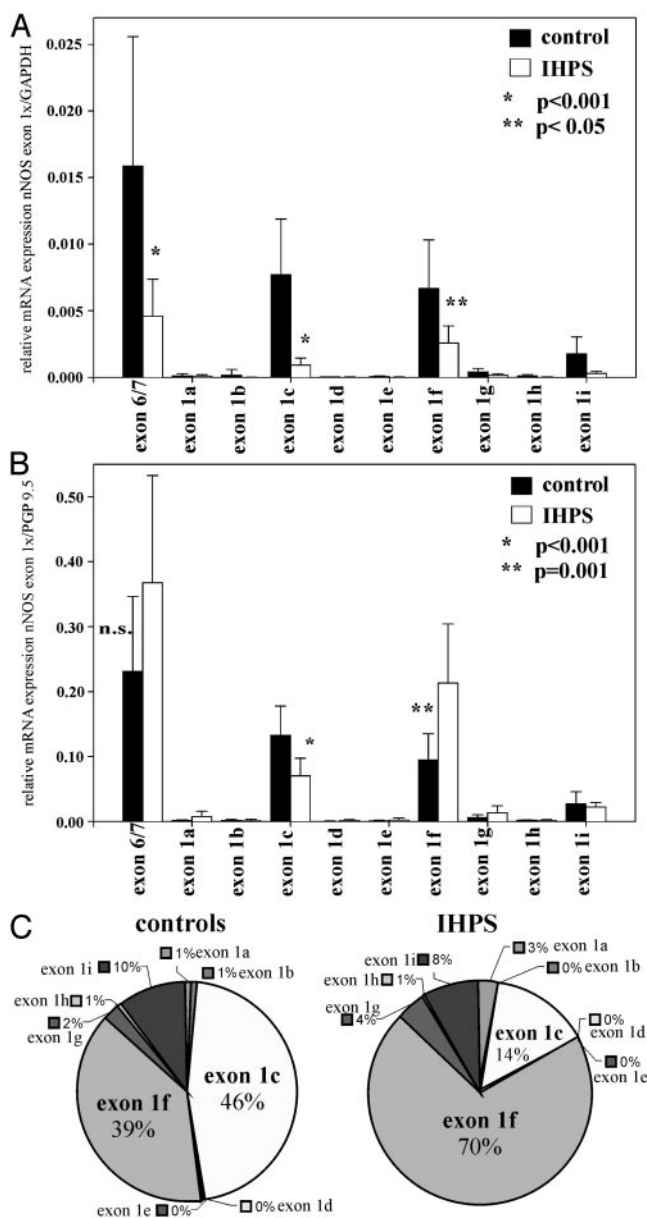 A
relative mRNA expression nNOS exon 1x/GAPDH
0.025
0.020
0.015
0.010
0.005
0.000
control
IHPS
* p<0.001
** p< 0.05
*
*
**
exon 6/7
exon 1a
exon 1b
exon 1c
exon 1d
exon 1e
exon 1f
exon 1g
exon 1h
exon 1i
B
relative mRNA expression nNOS exon 1x/PGP 9.5
0.50
0.40
0.30
0.20
0.10
0.00
control
IHPS
* p<0.001
** p=0.001
n.s.
*
**
exon 6/7
exon 1a
exon 1b
exon 1c
exon 1d
exon 1e
exon 1f
exon 1g
exon 1h
exon 1i
C
controls
exon 1i 10%
1% exon 1a
1% exon 1b
exon 1h 1%
2%
exon 1g
exon 1c
46%
exon 1f
39%
exon 1e 0%
0% exon 1d
IHPS
exon 1i 8%
3% exon 1a
exon 1h 1%
0% exon 1b
exon 1g
4%
exon 1c
14%
0%
exon 1d
0%
exon 1e
exon 1f
70%